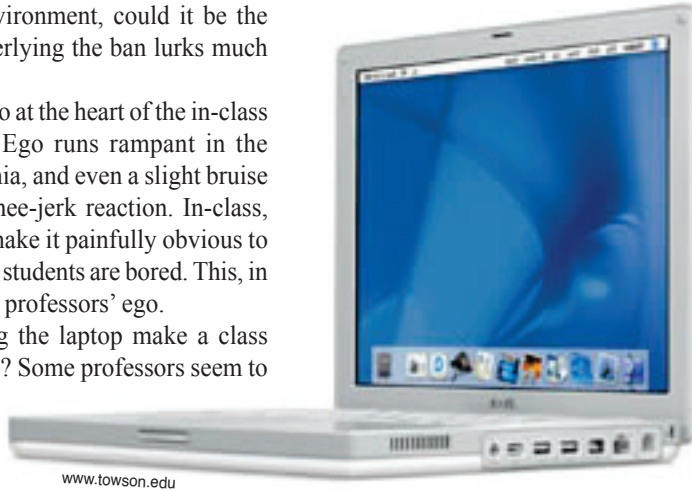 vironment, could it be the
erlying the ban lurks much
o at the heart of the in-class
Ego runs rampant in the
nia, and even a slight bruise
nee-jerk reaction. In-class,
make it painfully obvious to
students are bored. This, in
professors' ego.
g the laptop make a class
? Some professors seem to
www.towson.edu